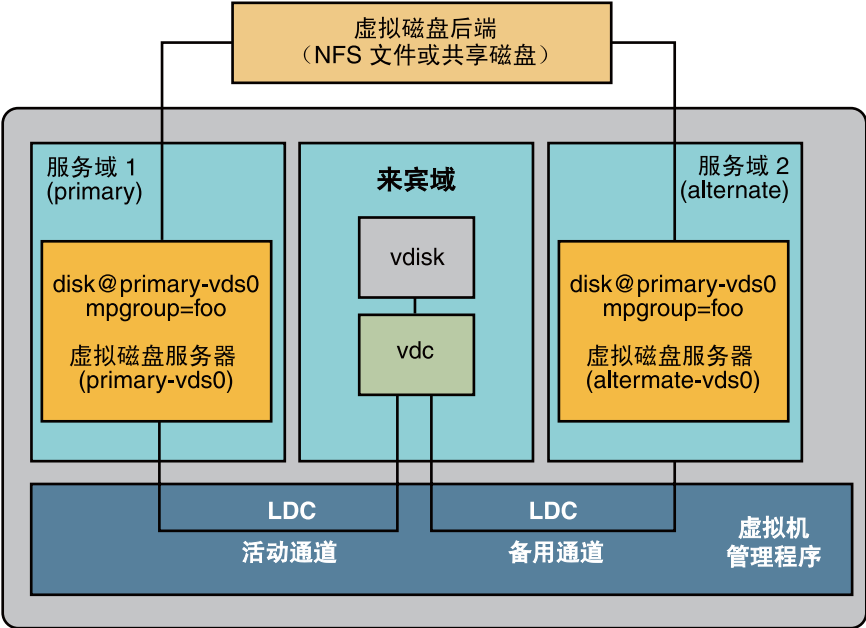 虚拟磁盘后端
（NFS 文件或共享磁盘）
服务域 1
(primary)
disk@primary-vds0
mpgroup=foo
虚拟磁盘服务器
(primary-vds0)
来宾域
vdisk
vdc
服务域 2
(alternate)
disk@primary-vds0
mpgroup=foo
虚拟磁盘服务器
(altermate-vds0)
LDC
活动通道
LDC
备用通道
虚拟机
管理程序